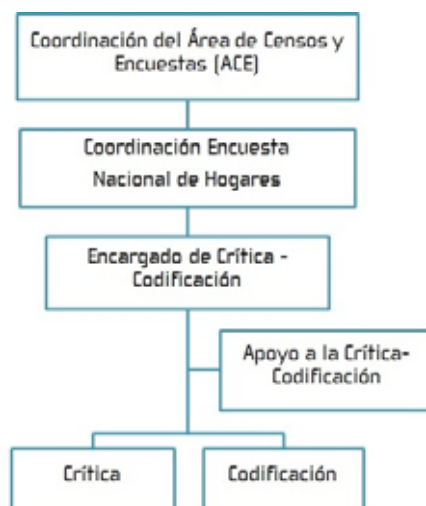 Coordinación del Área de Censos y
Encuestas (ACE)
Coordinación Encuesta
Nacional de Hogares
Encargado de Crítica -
Codificación
Apoyo a la Crítica-
Codificación
Crítica
Codificación